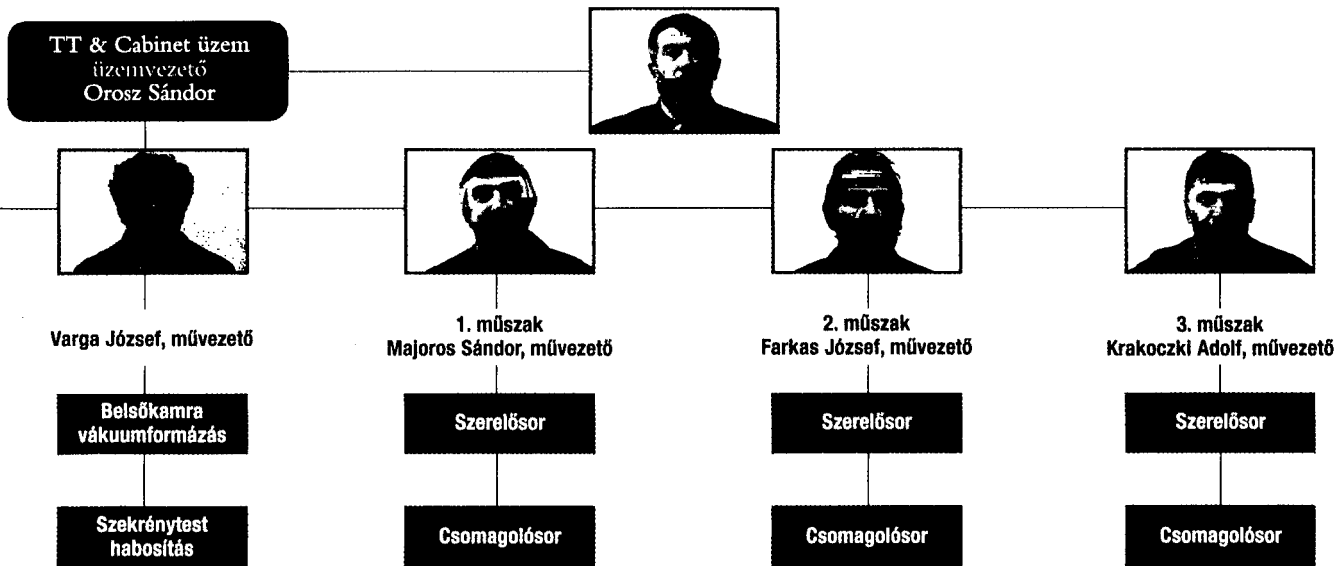 TT & Cabinet üzem
üzemvezető
Orosz Sándor
Varga József, művezető
1. műszak
Majoros Sándor, művezető
2. műszak
Farkas József, művezető
3. műszak
Krakoczki Adolf, művezető
Belsőkamra
vákuumformázás
Szerelősor
Szerelősor
Szerelősor
Szekrénytest
habosítás
Csomagolósor
Csomagolósor
Csomagolósor